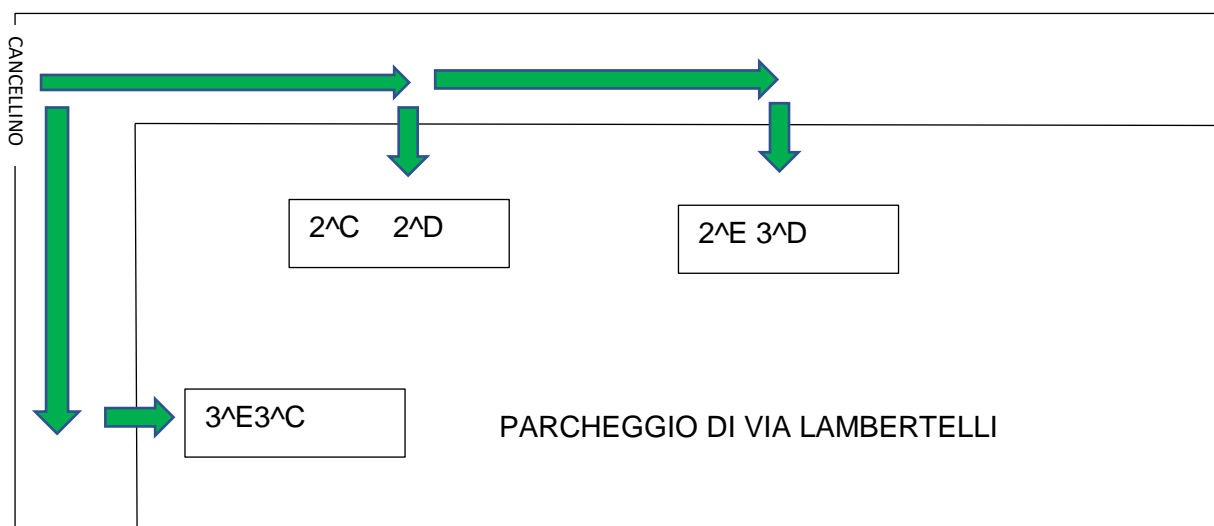 CANCELLINO
2^C 2^D
2^E 3^D
3^E3^C
PARCHEGGIO DI VIA LAMBERTELLI